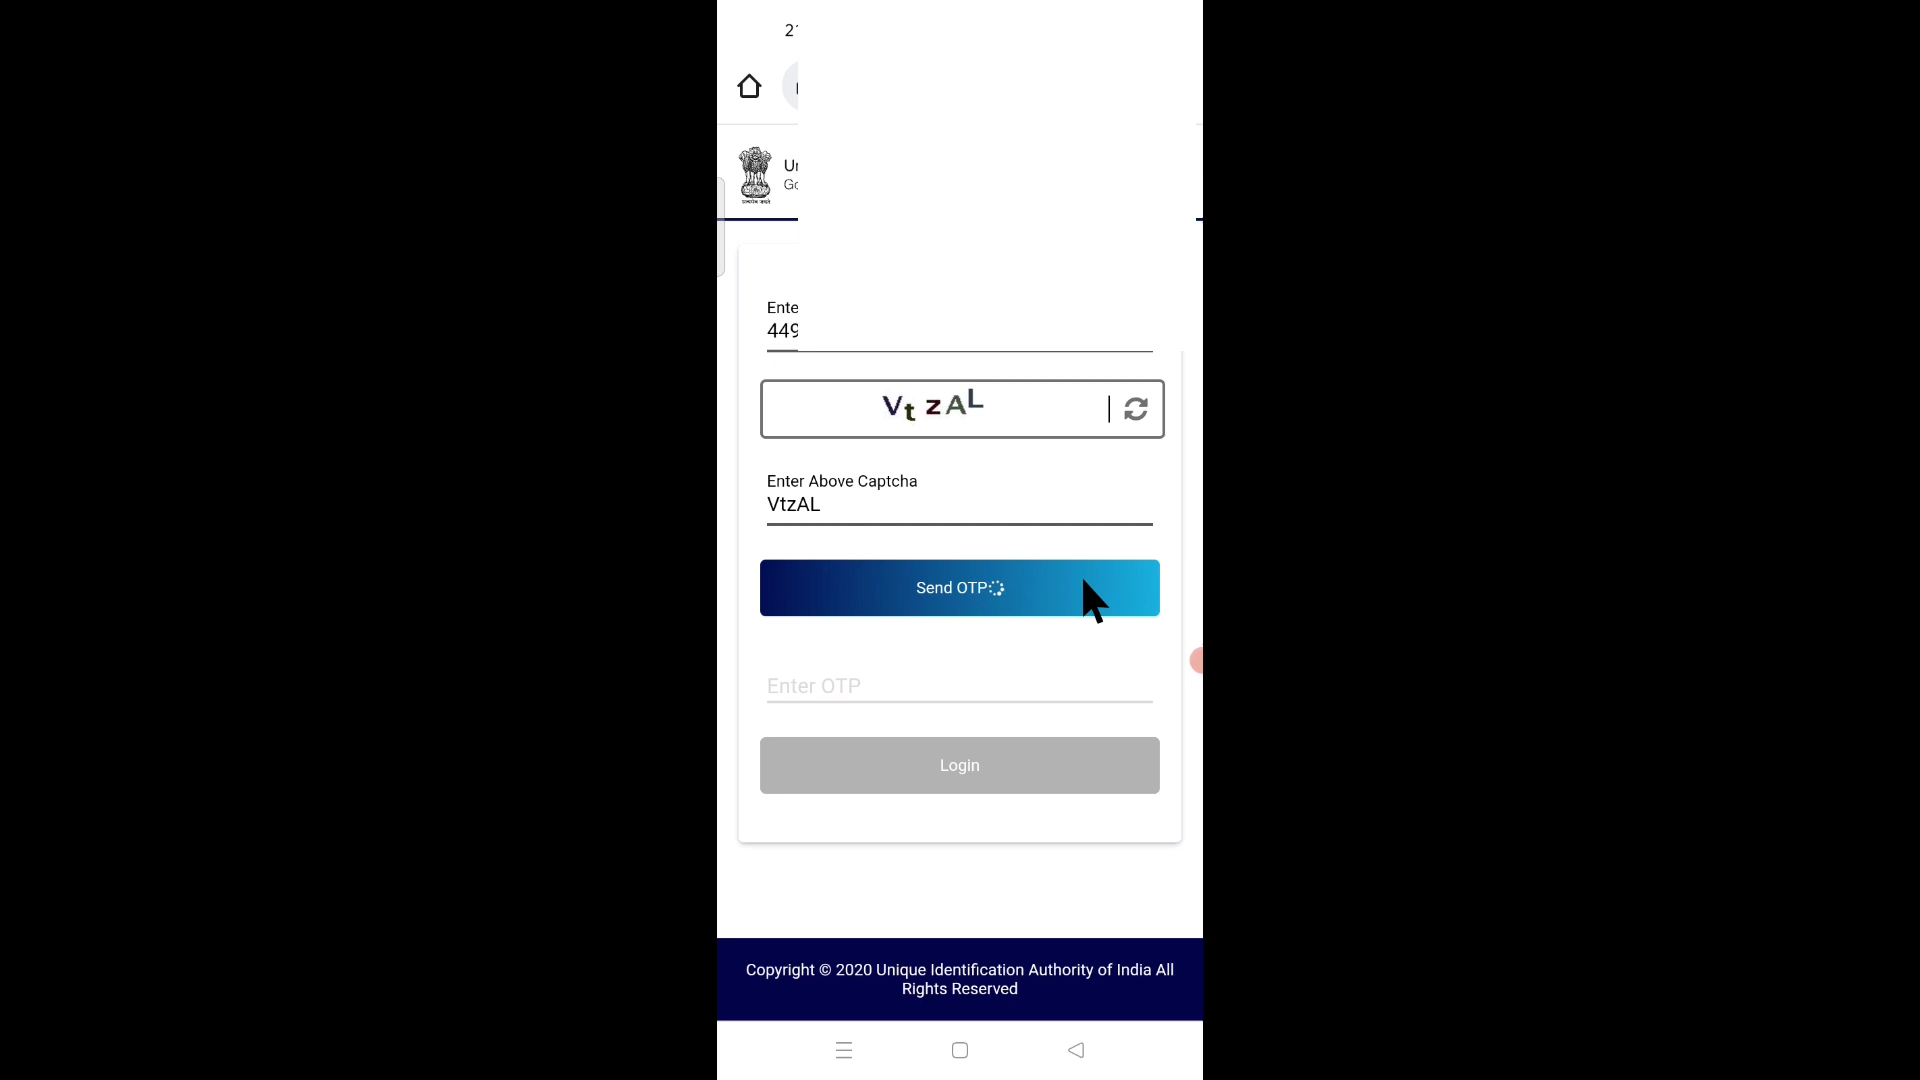 449
Vt zAL
Enter Above Captcha
VtzAL
Send OTP
Enter OTP
Login
Copyright © 2020 Unique Identification Authority of India All
Rights Reserved